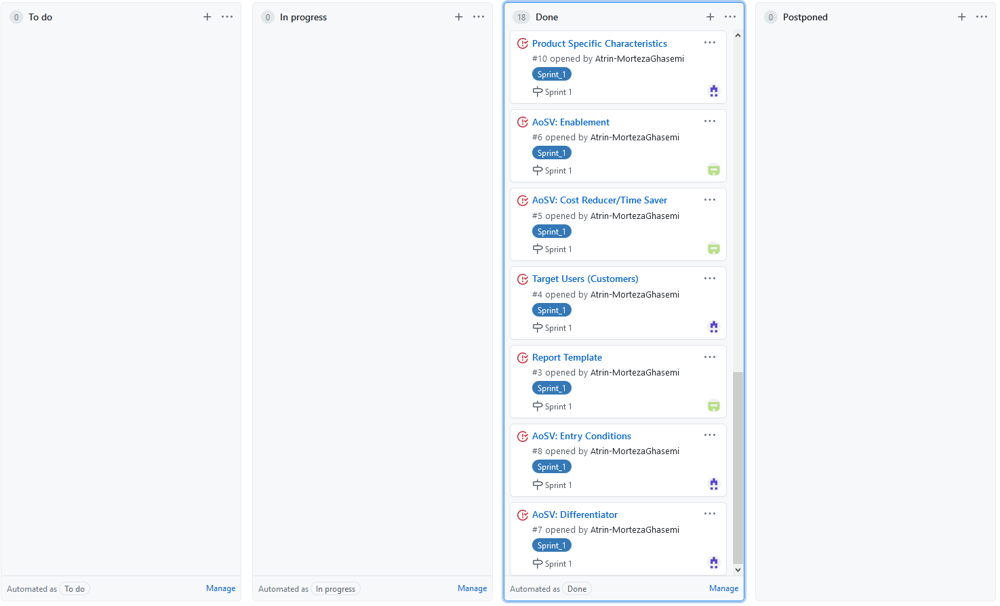 0 To do
0 In progress
18 Done
Product Specific Characteristics
#10 opened by Atrin-MortezaGhasemi
Sprint_1
Sprint 1
AoSV: Enablement
#6 opened by Atrin-MortezaGhasemi
Sprint_1
Sprint 1
AoSV: Cost Reducer/Time Saver
#5 opened by Atrin-MortezaGhasemi
Sprint_1
Sprint 1
Target Users (Customers)
#4 opened by Atrin-MortezaGhasemi
Sprint_1
Sprint 1
Report Template
#3 opened by Atrin-MortezaGhasemi
Sprint_1
Sprint 1
AoSV: Entry Conditions
#8 opened by Atrin-MortezaGhasemi
Sprint_1
Sprint 1
AoSV: Differentiator
#7 opened by Atrin-MortezaGhasemi
Sprint_1
Sprint 1
0 Postponed
Automated as To do Manage
Automated as In progress Manage
Automated as Done Manage